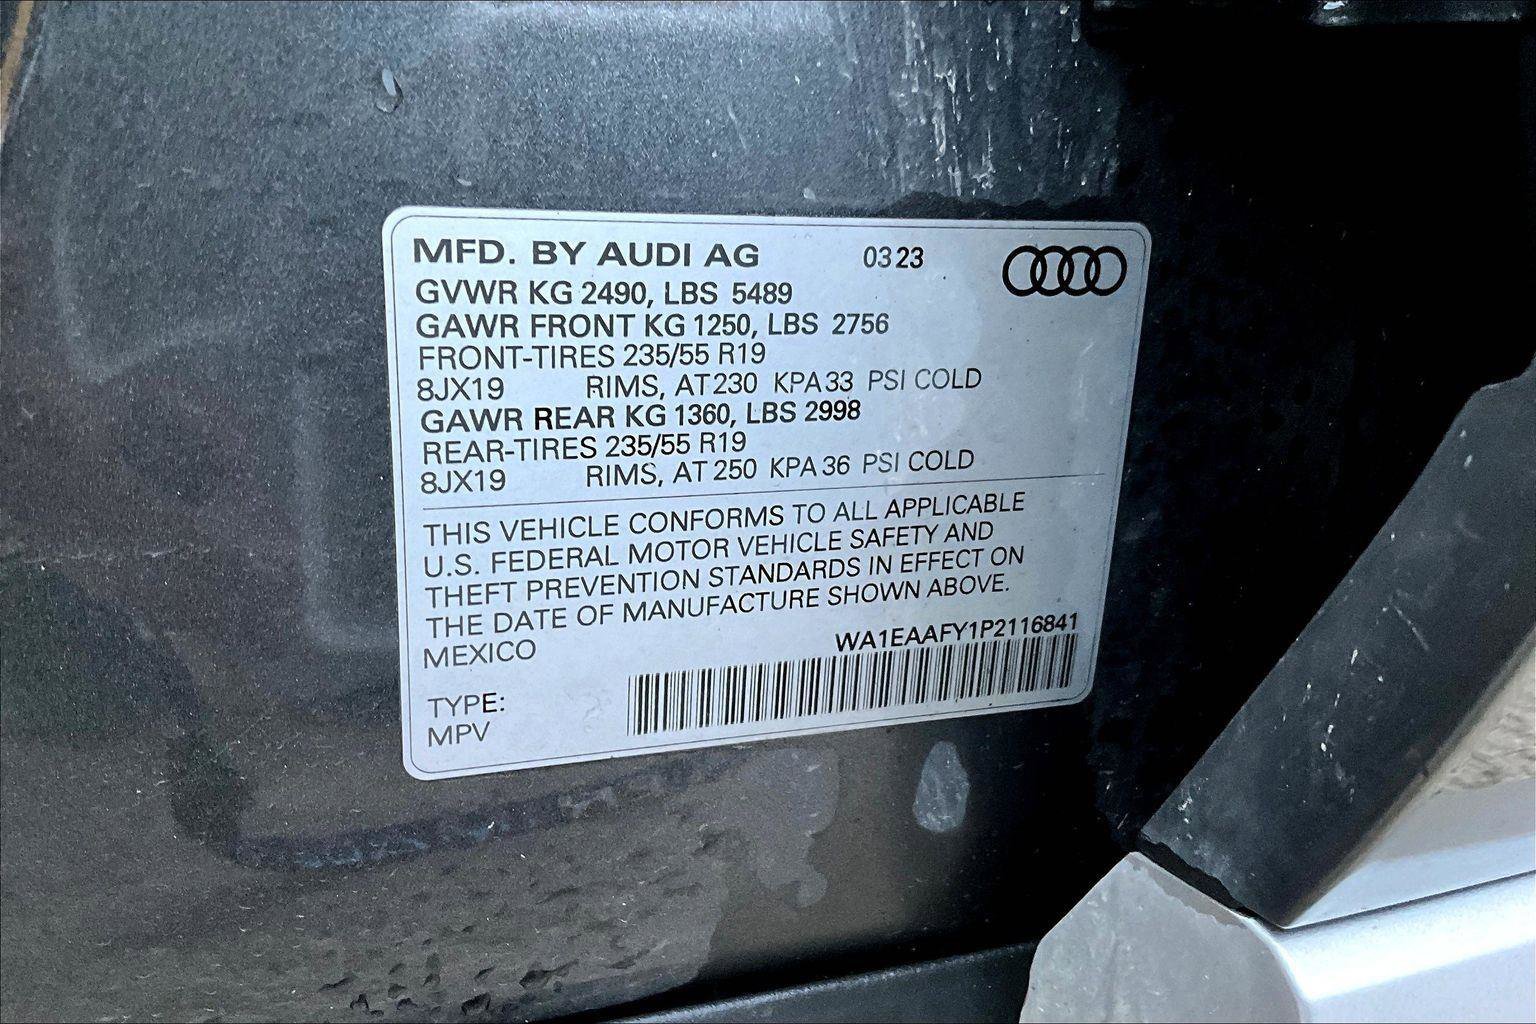 MFD. BY AUDI AG 03 23
GVWR KG 2490, LBS 5489
GAWR FRONT KG 1250, LBS 2756
FRONT-TIRES 235/55 R19
8JX19 RIMS, AT 230 KPA 33 PSI COLD
GAWR REAR KG 1360, LBS 2998
REAR-TIRES 235/55 R19
8JX19 RIMS, AT 250 KPA 36 PSI COLD
THIS VEHICLE CONFORMS TO ALL APPLICABLE
U.S. FEDERAL MOTOR VEHICLE SAFETY AND
THEFT PREVENTION STANDARDS IN EFFECT ON
THE DATE OF MANUFACTURE SHOWN ABOVE.
MEXICO WA1EAAFY1P2116841
TYPE:
MPV